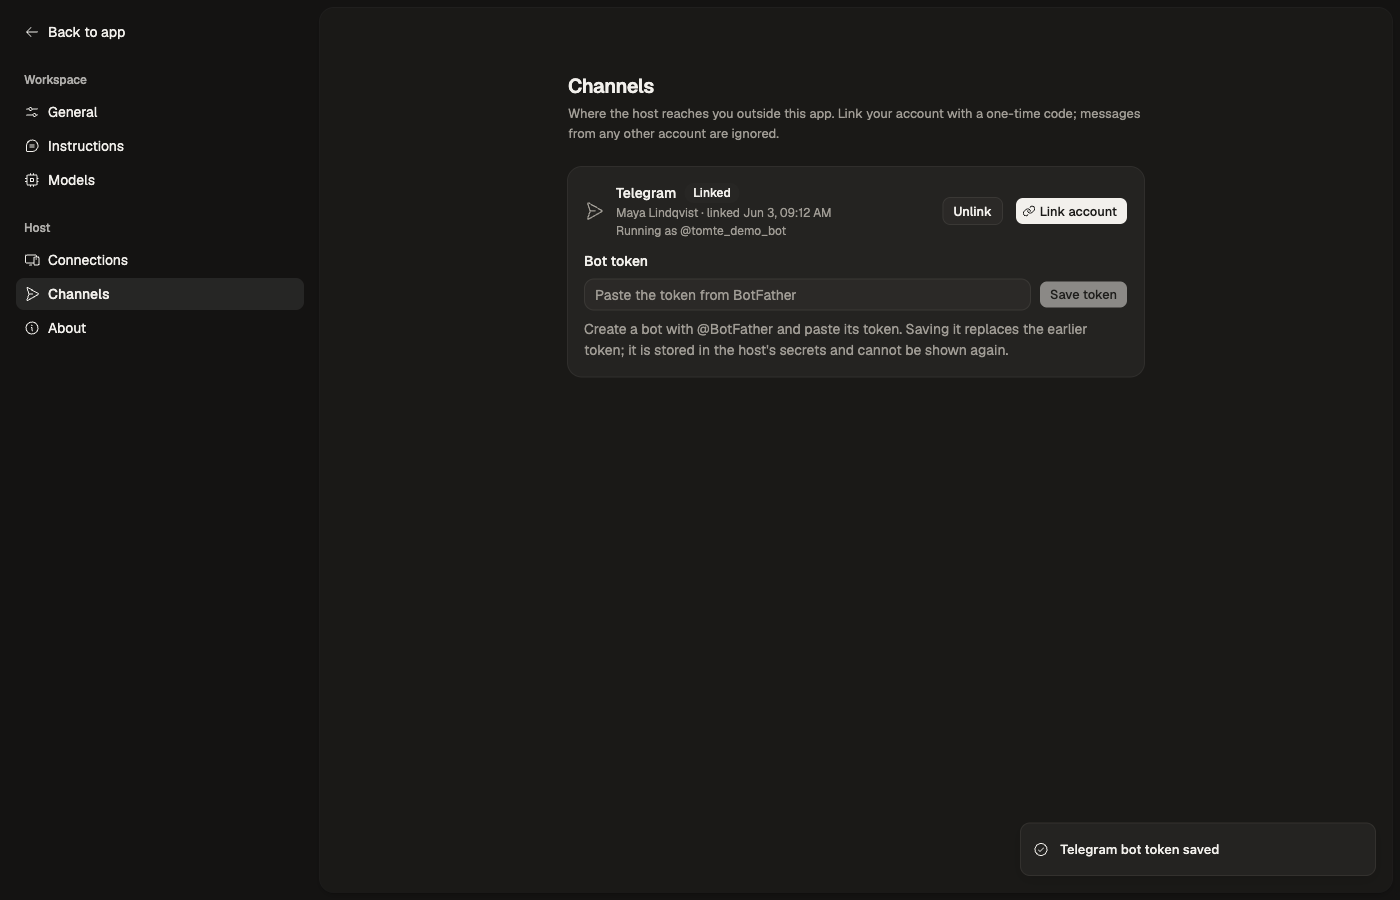 Back to app
Workspace
General
Instructions
Models
Host
Connections
Channels
About
Channels
Where the host reaches you outside this app. Link your account with a one-time code; messages
from any other account are ignored.
Telegram Linked
Maya Lindqvist · linked Jun 3, 09:12 AM
Running as @tomte_demo_bot
Unlink
Link account
Bot token
Paste the token from BotFather
Save token
Create a bot with @BotFather and paste its token. Saving it replaces the earlier
token; it is stored in the host's secrets and cannot be shown again.
Telegram bot token saved